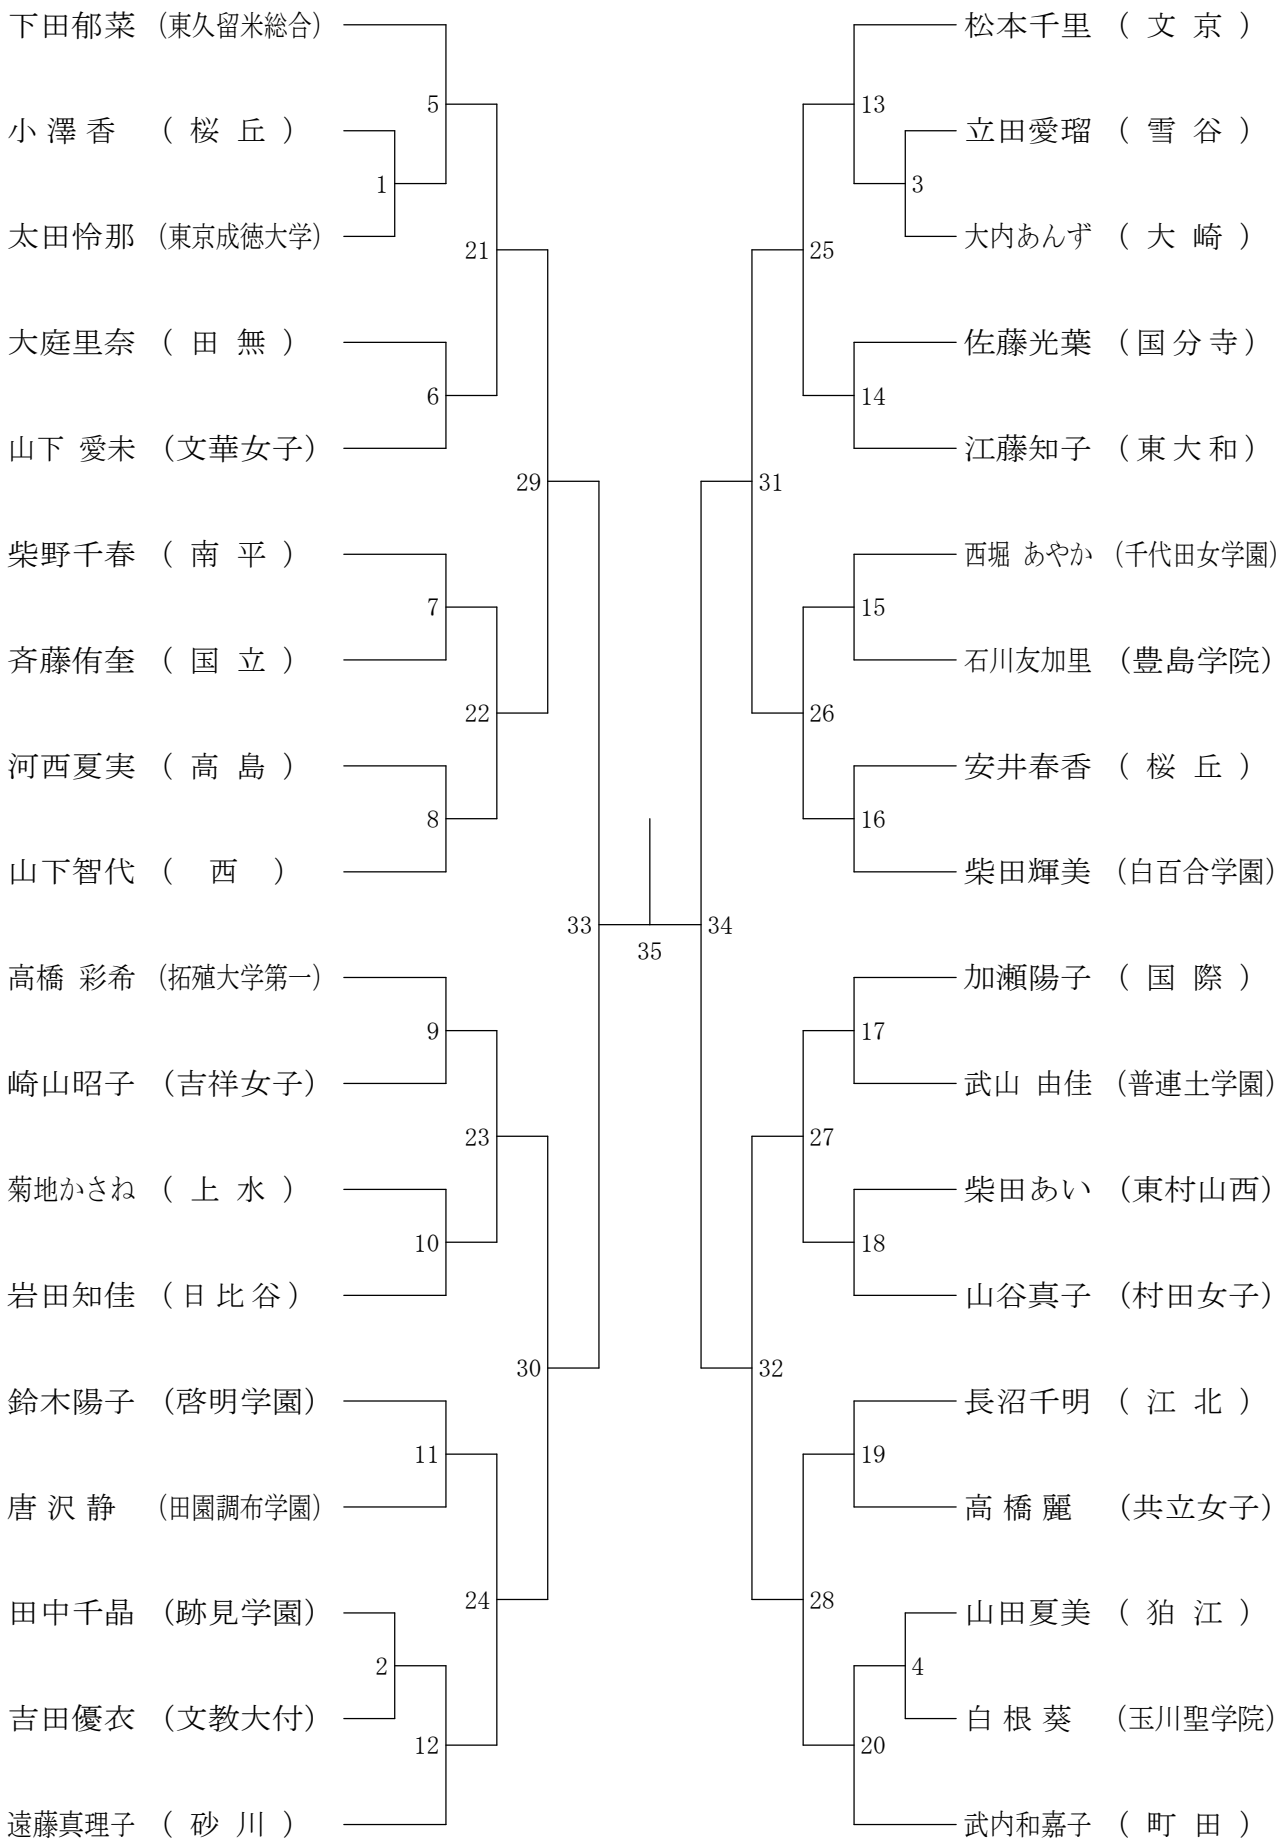 下田郁菜 (東久留米総合)
小澤香 (桜丘)
太田怜那 (東京成徳大学)
大庭里奈 (田無)
山下 愛未 (文華女子)
柴野千春 (南平)
斉藤侑奎 (国立)
河西夏実 (高島)
山下智代 (西)
高橋 彩希 (拓殖大学第一)
崎山昭子 (吉祥女子)
菊地かさね (上水)
岩田知佳 (日比谷)
鈴木陽子 (啓明学園)
唐沢静 (田園調布学園)
田中千晶 (跡見学園)
吉田優衣 (文教大付)
遠藤真理子 (砂川)
1
2
5
6
7
8
9
10
11
12
21
22
23
24
29
30
33
35
34
31
32
25
26
27
28
13
14
15
16
17
18
19
20
3
4
松本千里 (文京)
立田愛瑠 (雪谷)
大内あんず (大崎)
佐藤光葉 (国分寺)
江藤知子 (東大和)
西堀 あやか (千代田女学園)
石川友加里 (豊島学院)
安井春香 (桜丘)
柴田輝美 (白百合学園)
加瀬陽子 (国際)
武山 由佳 (普連土学園)
柴田あい (東村山西)
山谷真子 (村田女子)
長沼千明 (江北)
高橋麗 (共立女子)
山田夏美 (狛江)
白根葵 (玉川聖学院)
武内和嘉子 (町田)